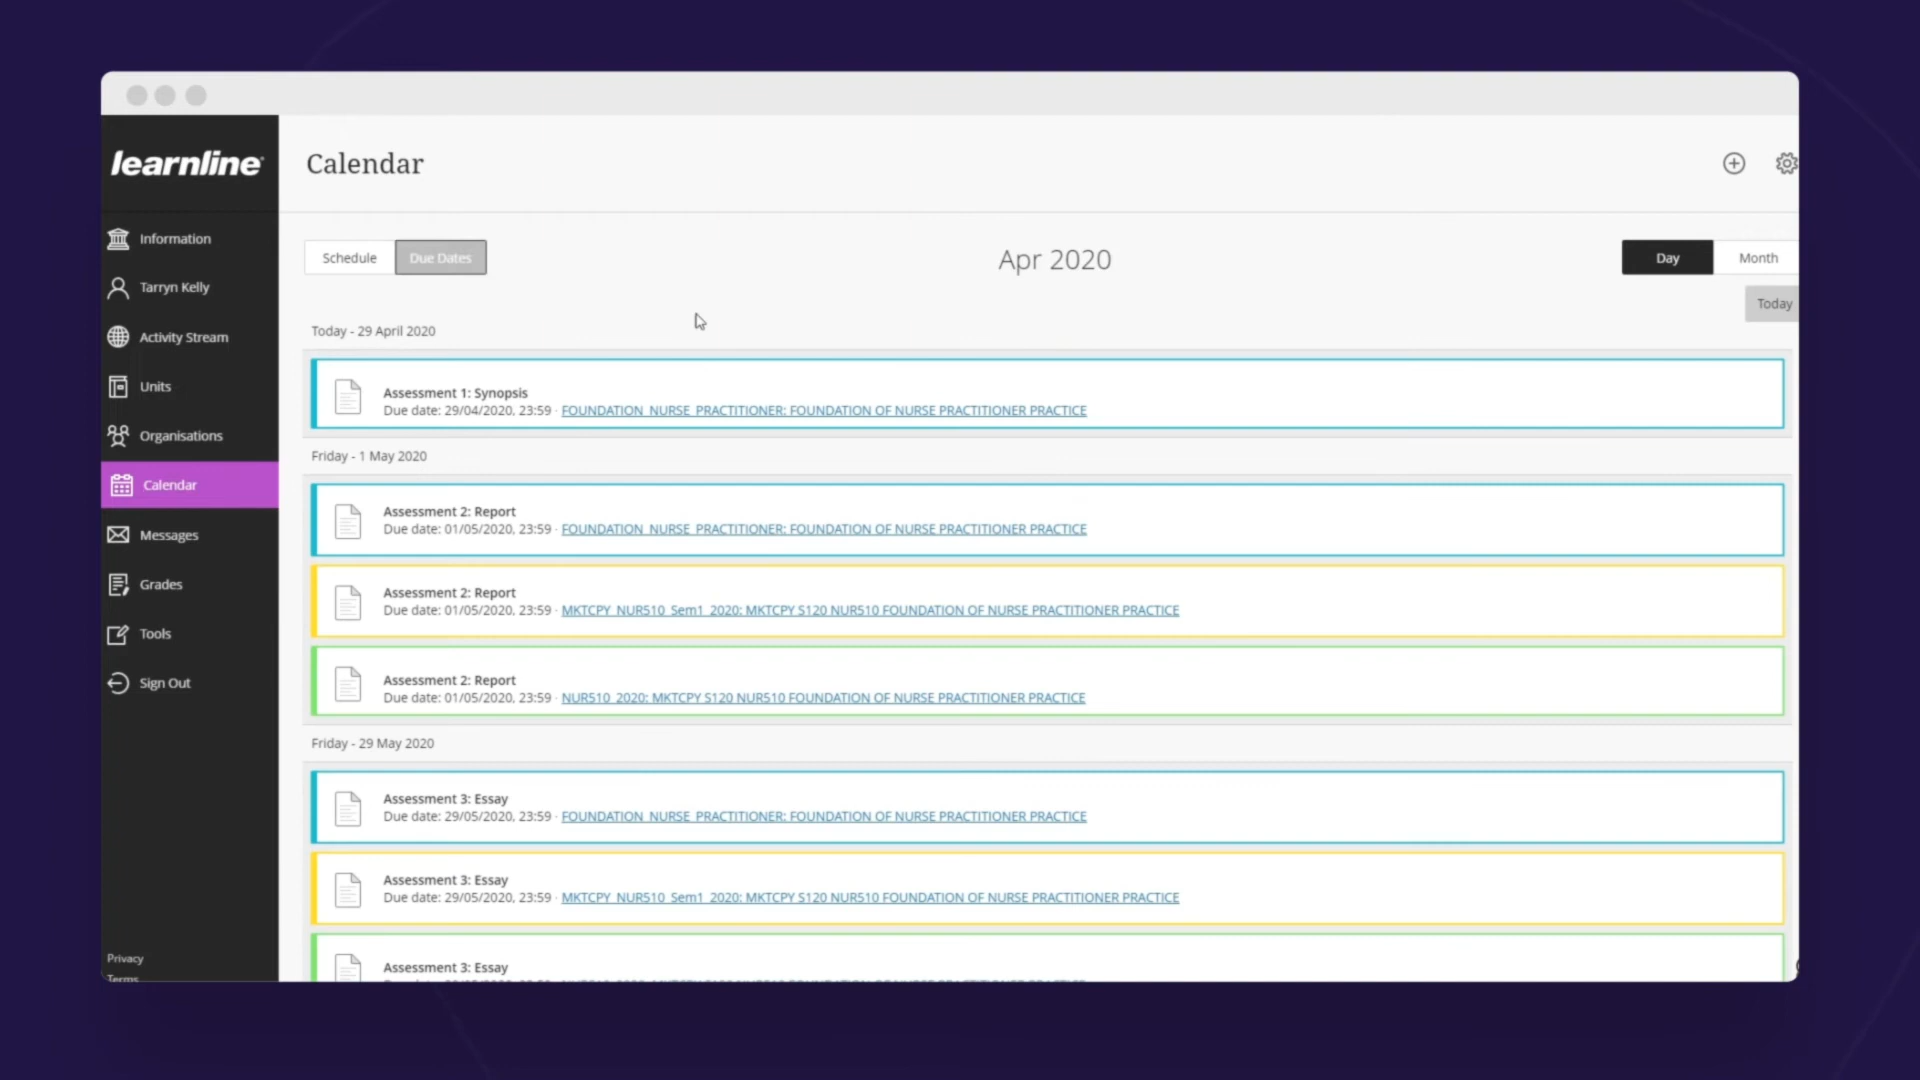 learnline
Calendar
Information
Tarryn Kelly
Activity Stream
Units
Organisations
Calendar
Messages
Grades
Tools
Sign Out
Privacy
Terms
Schedule
Due Dates
Apr 2020
Day
Month
Today
Today - 29 April 2020
Assessment 1: Synopsis
Due date: 29/04/2020, 23:59 · FOUNDATION_NURSE_PRACTITIONER: FOUNDATION OF NURSE PRACTITIONER PRACTICE
Friday - 1 May 2020
Assessment 2: Report
Due date: 01/05/2020, 23:59 · FOUNDATION_NURSE_PRACTITIONER: FOUNDATION OF NURSE PRACTITIONER PRACTICE
Assessment 2: Report
Due date: 01/05/2020, 23:59 · MKTCPY_NUR510_Sem1_2020: MKTCPY S120 NUR510 FOUNDATION OF NURSE PRACTITIONER PRACTICE
Assessment 2: Report
Due date: 01/05/2020, 23:59 · NUR510_2020: MKTCPY S120 NUR510 FOUNDATION OF NURSE PRACTITIONER PRACTICE
Friday - 29 May 2020
Assessment 3: Essay
Due date: 29/05/2020, 23:59 · FOUNDATION_NURSE_PRACTITIONER: FOUNDATION OF NURSE PRACTITIONER PRACTICE
Assessment 3: Essay
Due date: 29/05/2020, 23:59 · MKTCPY_NUR510_Sem1_2020: MKTCPY S120 NUR510 FOUNDATION OF NURSE PRACTITIONER PRACTICE
Assessment 3: Essay